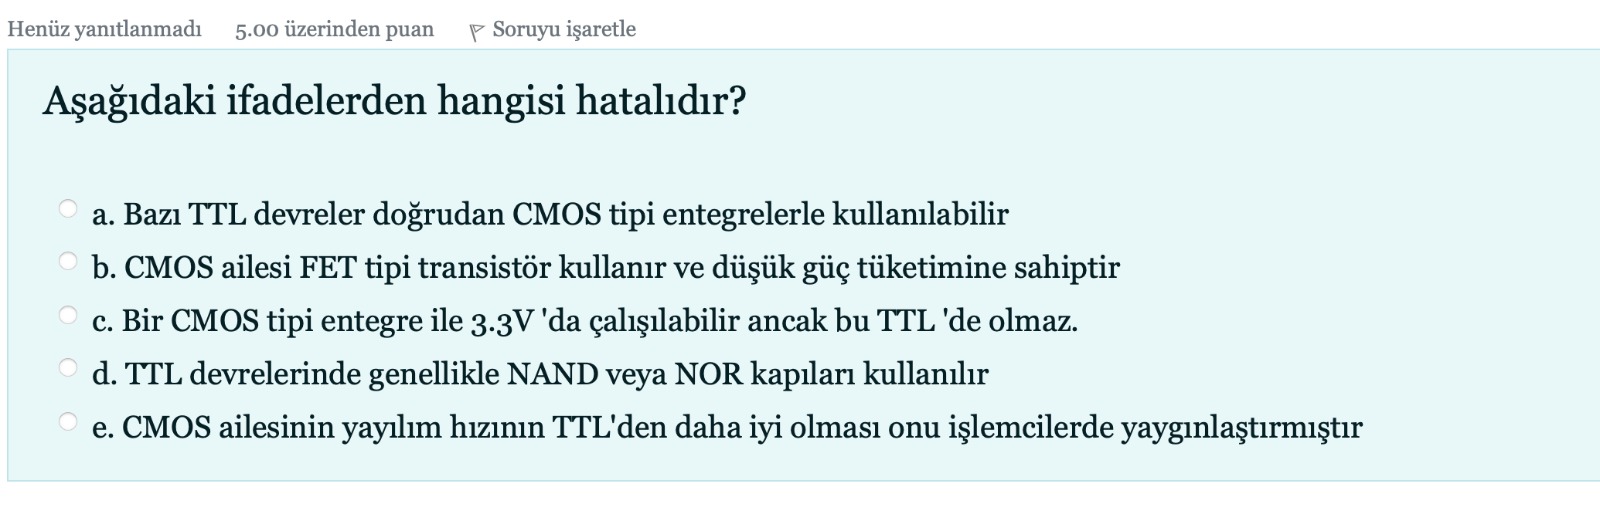 Henüz yanıtlanmadı 5.00 üzerinden puan Soruyu işaretle
Aşağıdaki ifadelerden hangisi hatalıdır?
a. Bazı TTL devreler doğrudan CMOS tipi entegrelerle kullanılabilir
b. CMOS ailesi FET tipi transistör kullanır ve düşük güç tüketimine sahiptir
c. Bir CMOS tipi entegre ile 3.3V 'da çalışılabilir ancak bu TTL 'de olmaz.
d. TTL devrelerinde genellikle NAND veya NOR kapıları kullanılır
e. CMOS ailesinin yayılım hızının TTL'den daha iyi olması onu işlemcilerde yaygınlaştırmıştır